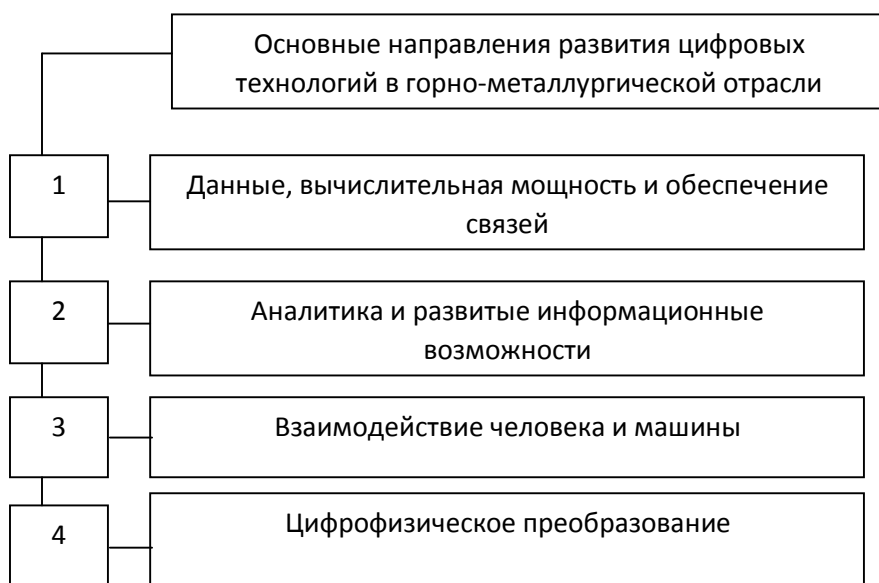 Основные направления развития цифровых
технологий в горно-металлургической отрасли
1
Данные, вычислительная мощность и обеспечение
связей
2
Аналитика и развитые информационные
возможности
3
Взаимодействие человека и машины
4
Цифрофизическое преобразование